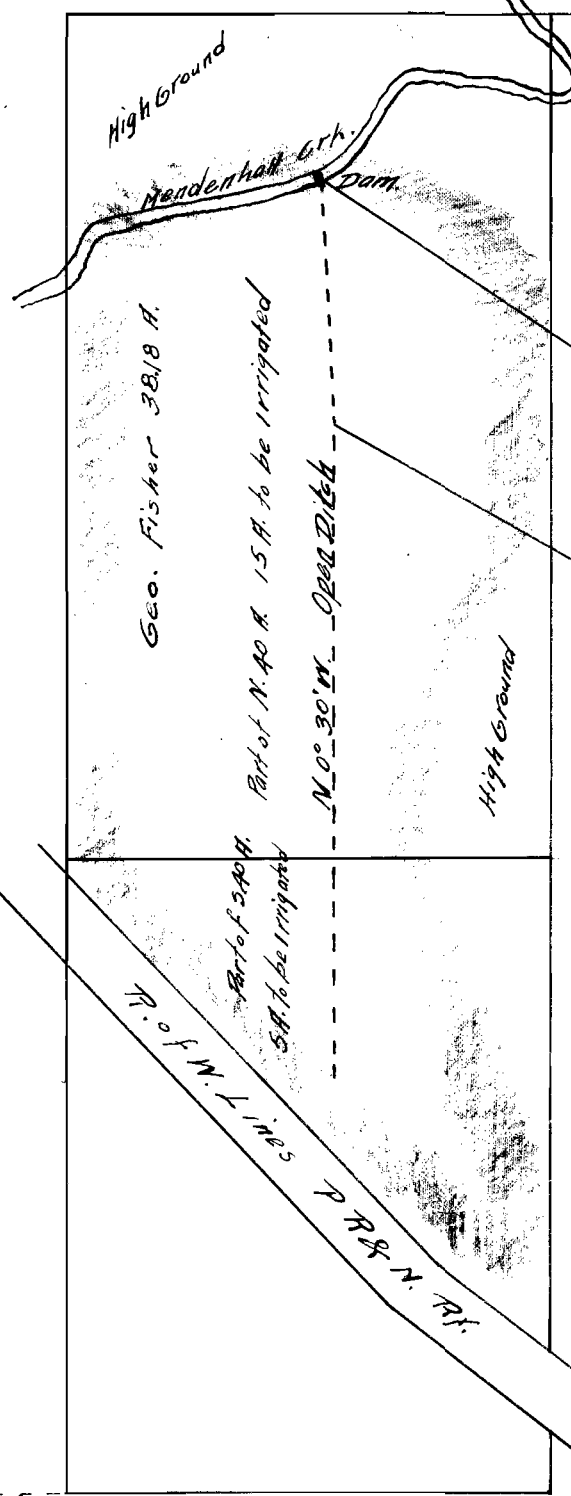 High Ground
Mendenhall Crk.
Dam.
Geo. Fisher 38.18 A.
Part of N. 40 A. 15 A. to be irrigated
N 0° 30' W. Open Ditch
High Ground
Part of S. 40 A.
5 A. to be irrigated
R. of W. Lines P R & N. Ry.